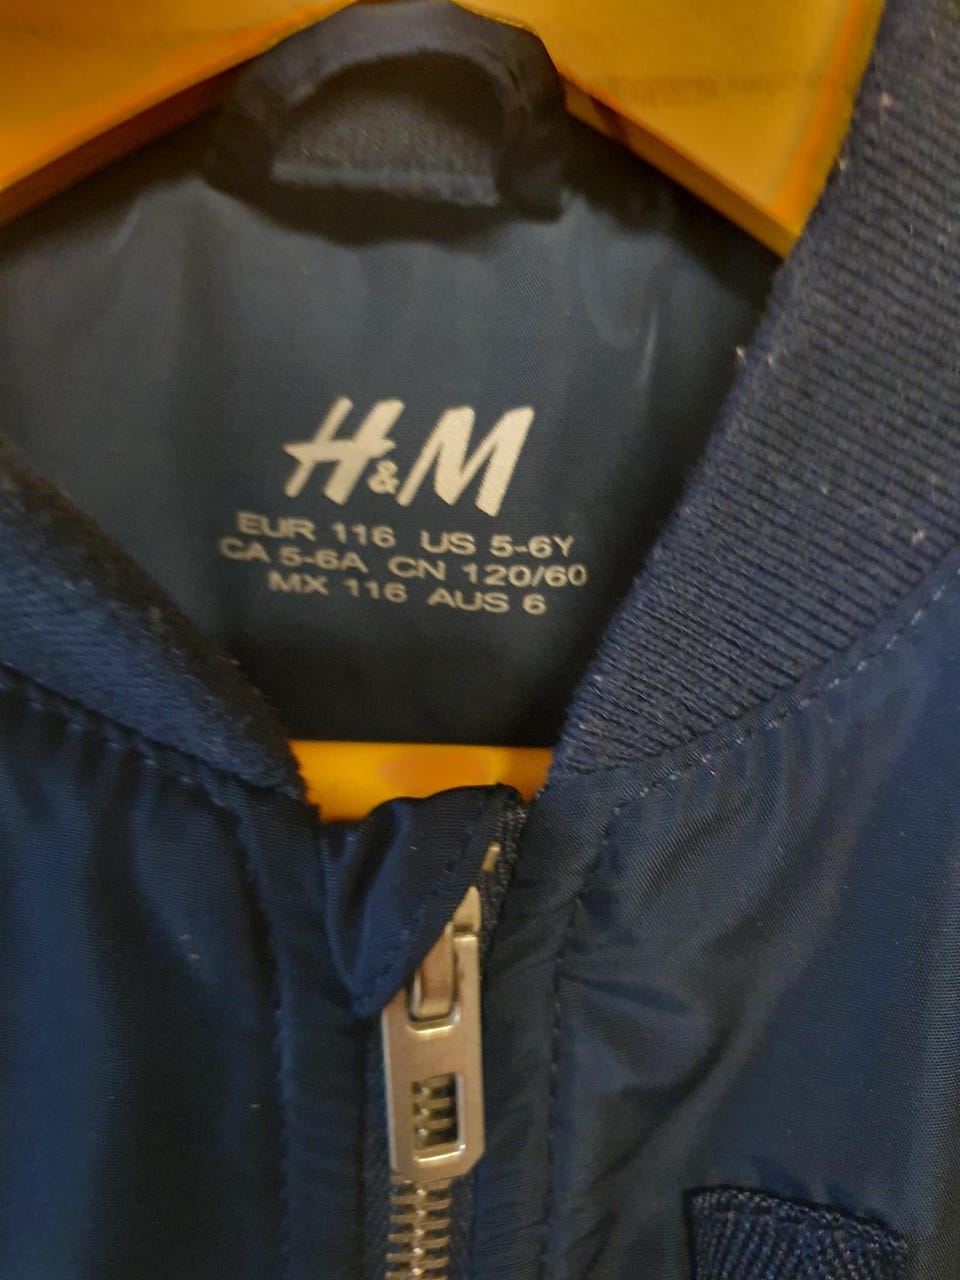 H&M
EUR 116 US 5-6Y
CA 5-6A CN 120/60
MX 116 AUS 6